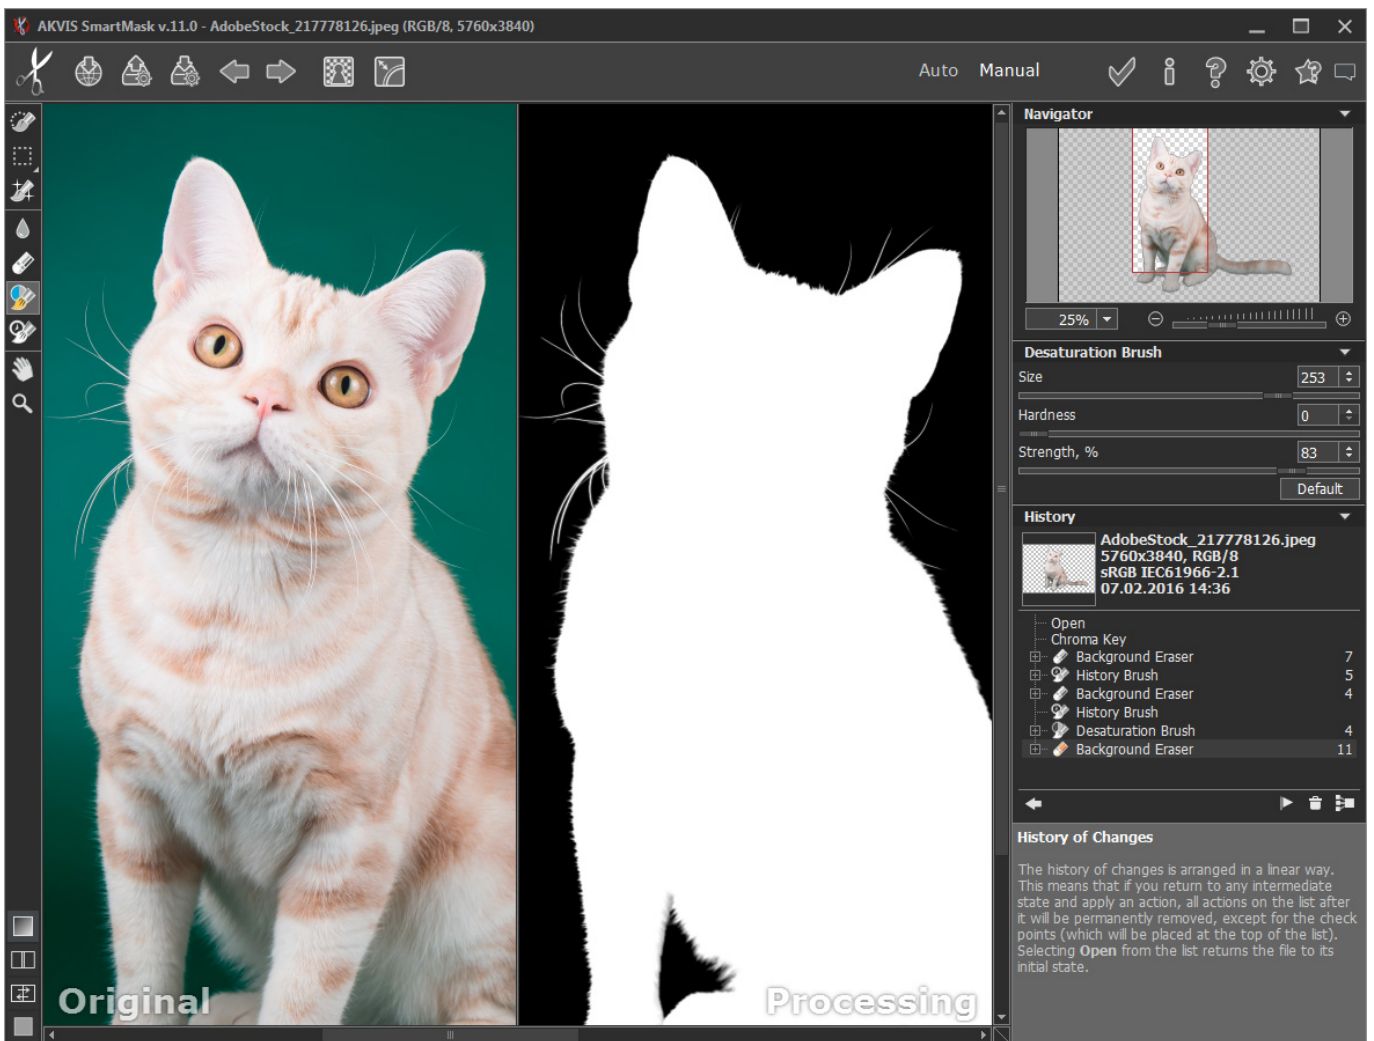 AKVIS SmartMask v.11.0 - AdobeStock_217778126.jpeg (RGB/8, 5760x3840)
Auto Manual
Navigator
25%
Desaturation Brush
Size 253
Hardness 0
Strength, % 83
Default
History
AdobeStock_217778126.jpeg
5760x3840, RGB/8
sRGB IEC61966-2.1
07.02.2016 14:36
Open
Chroma Key
Background Eraser 7
History Brush 5
Background Eraser 4
History Brush
Desaturation Brush 4
Background Eraser 11
History of Changes
The history of changes is arranged in a linear way.
This means that if you return to any intermediate
state and apply an action, all actions on the list after
it will be permanently removed, except for the check
points (which will be placed at the top of the list).
Selecting Open from the list returns the file to its
initial state.
Original
Processing